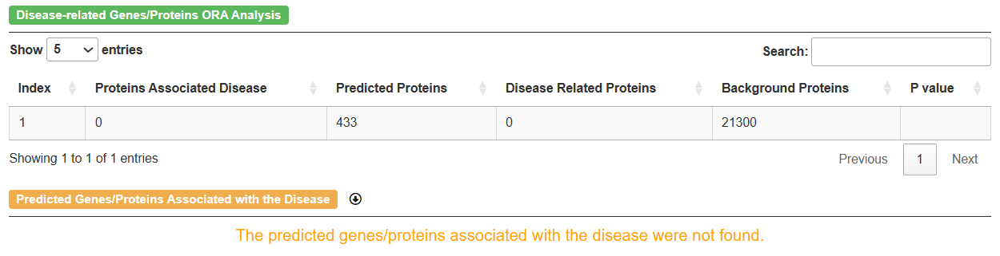 Disease-related Genes/Proteins ORA Analysis
Show 5 entries Search:
Index Proteins Associated Disease Predicted Proteins Disease Related Proteins Background Proteins P value
1 0 433 0 21300
Showing 1 to 1 of 1 entries Previous 1 Next
Predicted Genes/Proteins Associated with the Disease
The predicted genes/proteins associated with the disease were not found.